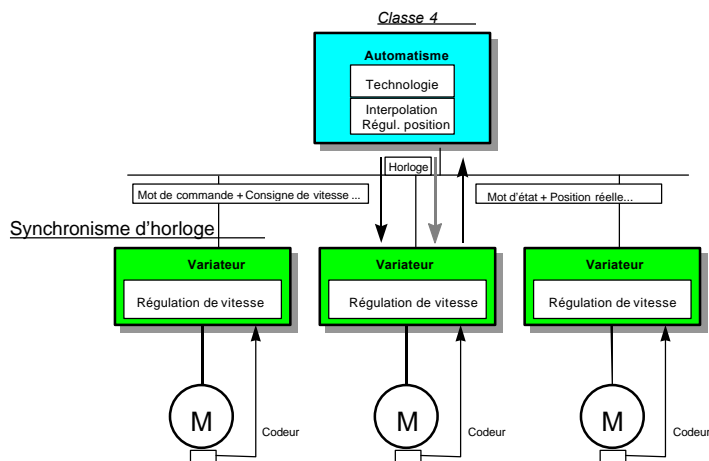 Classe 4
Automatisme
Technologie
Interpolation
Régul. position
Horloge
Mot de commande + Consigne de vitesse ...
Mot d'état + Position réelle...
Synchronisme d'horloge
Variateur
Variateur
Variateur
Régulation de vitesse
Régulation de vitesse
Régulation de vitesse
M
M
M
Codeur
Codeur
Codeur